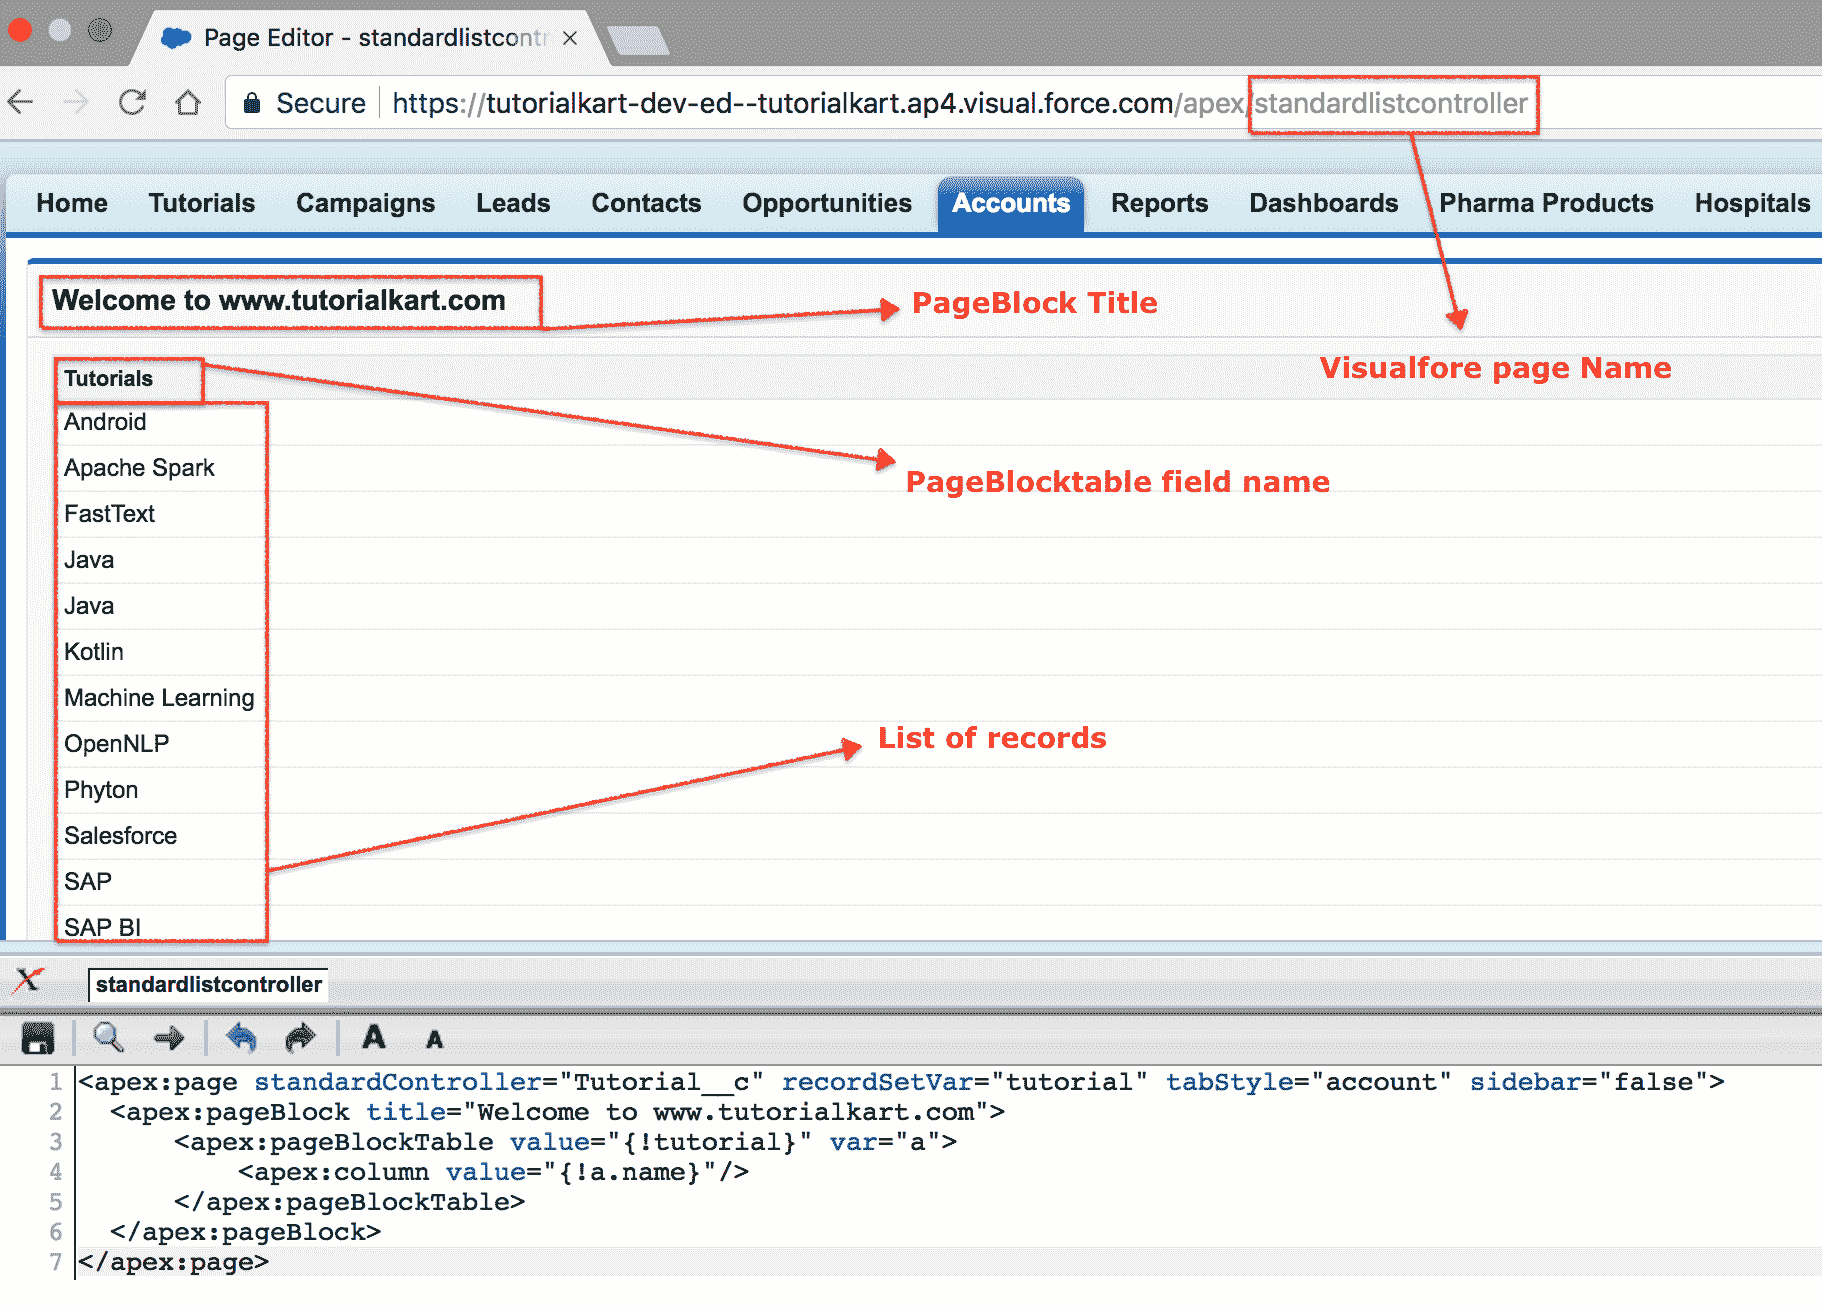 Page Editor - standardlistcontr
Secure https://tutorialkart-dev-ed--tutorialkart.ap4.visual.force.com/apex/standardlistcontroller
Home Tutorials Campaigns Leads Contacts Opportunities Accounts Reports Dashboards Pharma Products Hospitals
Welcome to www.tutorialkart.com
PageBlock Title
Visualfore page Name
Tutorials
Android
Apache Spark
PageBlocktable field name
FastText
Java
Java
Kotlin
Machine Learning
OpenNLP
List of records
Phyton
Salesforce
SAP
SAP BI
standardlistcontroller
A A
1 <apex:page standardController="Tutorial__c" recordSetVar="tutorial" tabStyle="account" sidebar="false">
2 <apex:pageBlock title="Welcome to www.tutorialkart.com">
3 <apex:pageBlockTable value="{!tutorial}" var="a">
4 <apex:column value="{!a.name}"/>
5 </apex:pageBlockTable>
6 </apex:pageBlock>
7 </apex:page>